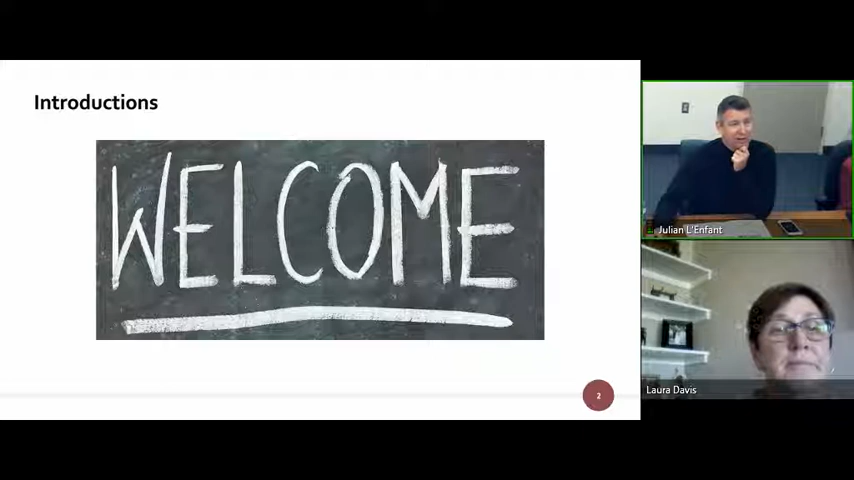 Introductions
WELCOME
2
Julian L'Enfant
Laura Davis